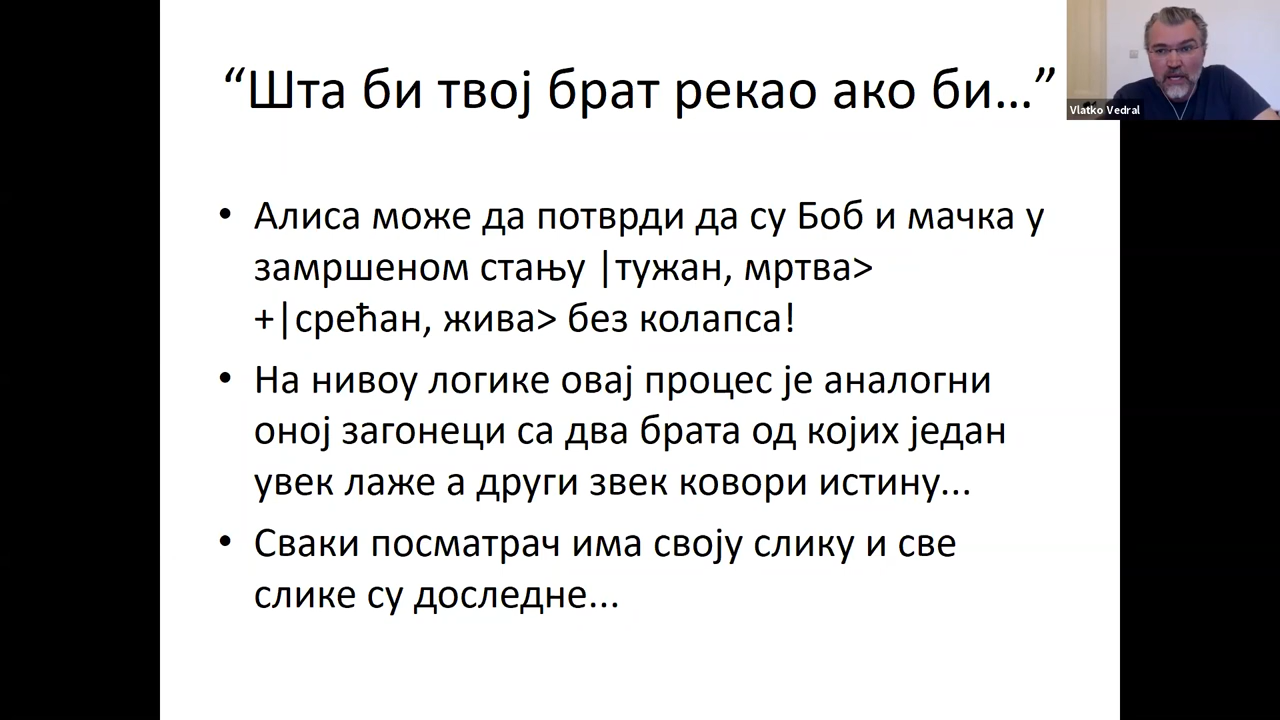 “Шта би твој брат рекао ако би...”
Vlatko Vedral
• Алиса може да потврди да су Боб и мачка у
замршеном стању |тужан, мртва>
+|срећан, жива> без колапса!
• На нивоу логике овај процес је аналогни
оној загонеци са два брата од којих један
увек лаже а други звек ковори истину...
• Сваки посматрач има своју слику и све
слике су доследне...